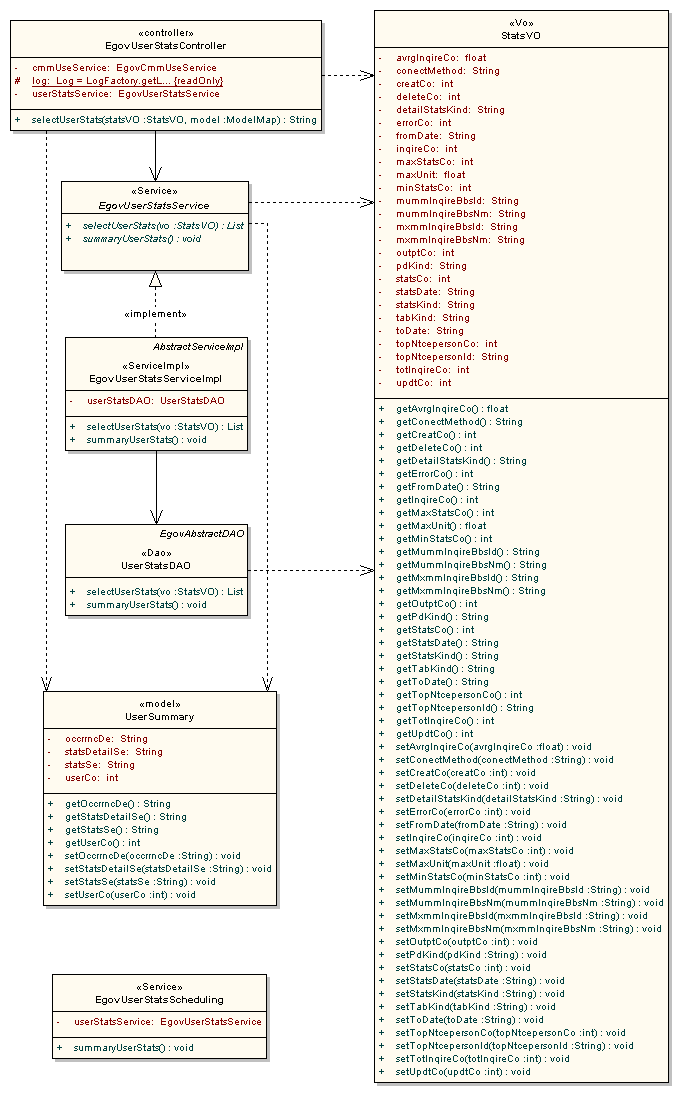 «controller»
EgovUserStatsController
- cmmUseService: EgovCmmUseService
# log: Log = LogFactory.getL... {readOnly}
- userStatsService: EgovUserStatsService
+ selectUserStats(statsVO :StatsVO, model :ModelMap) : String
«Service»
EgovUserStatsService
+ selectUserStats(vo :StatsVO) : List
+ summaryUserStats() : void
«implement»
AbstractServiceImpl
«ServiceImpl»
EgovUserStatsServiceImpl
- userStatsDAO: UserStatsDAO
+ selectUserStats(vo :StatsVO) : List
+ summaryUserStats() : void
EgovAbstractDAO
«Dao»
UserStatsDAO
+ selectUserStats(vo :StatsVO) : List
+ summaryUserStats() : void
«model»
UserSummary
- occrrncDe: String
- statsDetailSe: String
- statsSe: String
- userCo: int
+ getOccrrncDe() : String
+ getStatsDetailSe() : String
+ getStatsSe() : String
+ getUserCo() : int
+ setOccrrncDe(occrrncDe :String) : void
+ setStatsDetailSe(statsDetailSe :String) : void
+ setStatsSe(statsSe :String) : void
+ setUserCo(userCo :int) : void
«Service»
EgovUserStatsScheduling
- userStatsService: EgovUserStatsService
+ summaryUserStats() : void
«Vo»
StatsVO
- avrgInqireCo: float
- conectMethod: String
- creatCo: int
- deleteCo: int
- detailStatsKind: String
- errorCo: int
- fromDate: String
- inqireCo: int
- maxStatsCo: int
- maxUnit: float
- minStatsCo: int
- mummInqireBbsId: String
- mummInqireBbsNm: String
- mxmmInqireBbsId: String
- mxmmInqireBbsNm: String
- outptCo: int
- pdKind: String
- statsCo: int
- statsDate: String
- statsKind: String
- tabKind: String
- toDate: String
- topNtcepersonCo: int
- topNtcepersonId: String
- totInqireCo: int
- updtCo: int
+ getAvrgInqireCo() : float
+ getConectMethod() : String
+ getCreatCo() : int
+ getDeleteCo() : int
+ getDetailStatsKind() : String
+ getErrorCo() : int
+ getFromDate() : String
+ getInqireCo() : int
+ getMaxStatsCo() : int
+ getMaxUnit() : float
+ getMinStatsCo() : int
+ getMummInqireBbsId() : String
+ getMummInqireBbsNm() : String
+ getMxmmInqireBbsId() : String
+ getMxmmInqireBbsNm() : String
+ getOutptCo() : int
+ getPdKind() : String
+ getStatsCo() : int
+ getStatsDate() : String
+ getStatsKind() : String
+ getTabKind() : String
+ getToDate() : String
+ getTopNtcepersonCo() : int
+ getTopNtcepersonId() : String
+ getTotInqireCo() : int
+ getUpdtCo() : int
+ setAvrgInqireCo(avrgInqireCo :float) : void
+ setConectMethod(conectMethod :String) : void
+ setCreatCo(creatCo :int) : void
+ setDeleteCo(deleteCo :int) : void
+ setDetailStatsKind(detailStatsKind :String) : void
+ setErrorCo(errorCo :int) : void
+ setFromDate(fromDate :String) : void
+ setInqireCo(inqireCo :int) : void
+ setMaxStatsCo(maxStatsCo :int) : void
+ setMaxUnit(maxUnit :float) : void
+ setMinStatsCo(minStatsCo :int) : void
+ setMummInqireBbsId(mummInqireBbsId :String) : void
+ setMummInqireBbsNm(mummInqireBbsNm :String) : void
+ setMxmmInqireBbsId(mxmmInqireBbsId :String) : void
+ setMxmmInqireBbsNm(mxmmInqireBbsNm :String) : void
+ setOutptCo(outptCo :int) : void
+ setPdKind(pdKind :String) : void
+ setStatsCo(statsCo :int) : void
+ setStatsDate(statsDate :String) : void
+ setStatsKind(statsKind :String) : void
+ setTabKind(tabKind :String) : void
+ setToDate(toDate :String) : void
+ setTopNtcepersonCo(topNtcepersonCo :int) : void
+ setTopNtcepersonId(topNtcepersonId :String) : void
+ setTotInqireCo(totInqireCo :int) : void
+ setUpdtCo(updtCo :int) : void